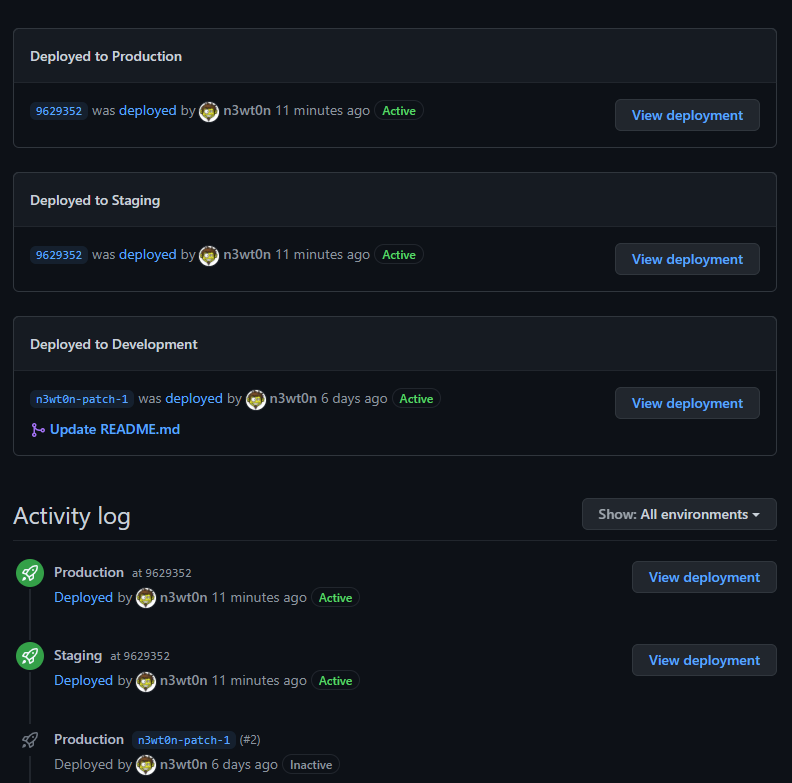 Deployed to Production
9629352 was deployed by n3wt0n 11 minutes ago Active
View deployment
Deployed to Staging
9629352 was deployed by n3wt0n 11 minutes ago Active
View deployment
Deployed to Development
n3wt0n-patch-1 was deployed by n3wt0n 6 days ago Active
View deployment
Update README.md
Activity log
Show: All environments
Production at 9629352
View deployment
Deployed by n3wt0n 11 minutes ago Active
Staging at 9629352
View deployment
Deployed by n3wt0n 11 minutes ago Active
Production n3wt0n-patch-1 (#2)
Deployed by n3wt0n 6 days ago Inactive